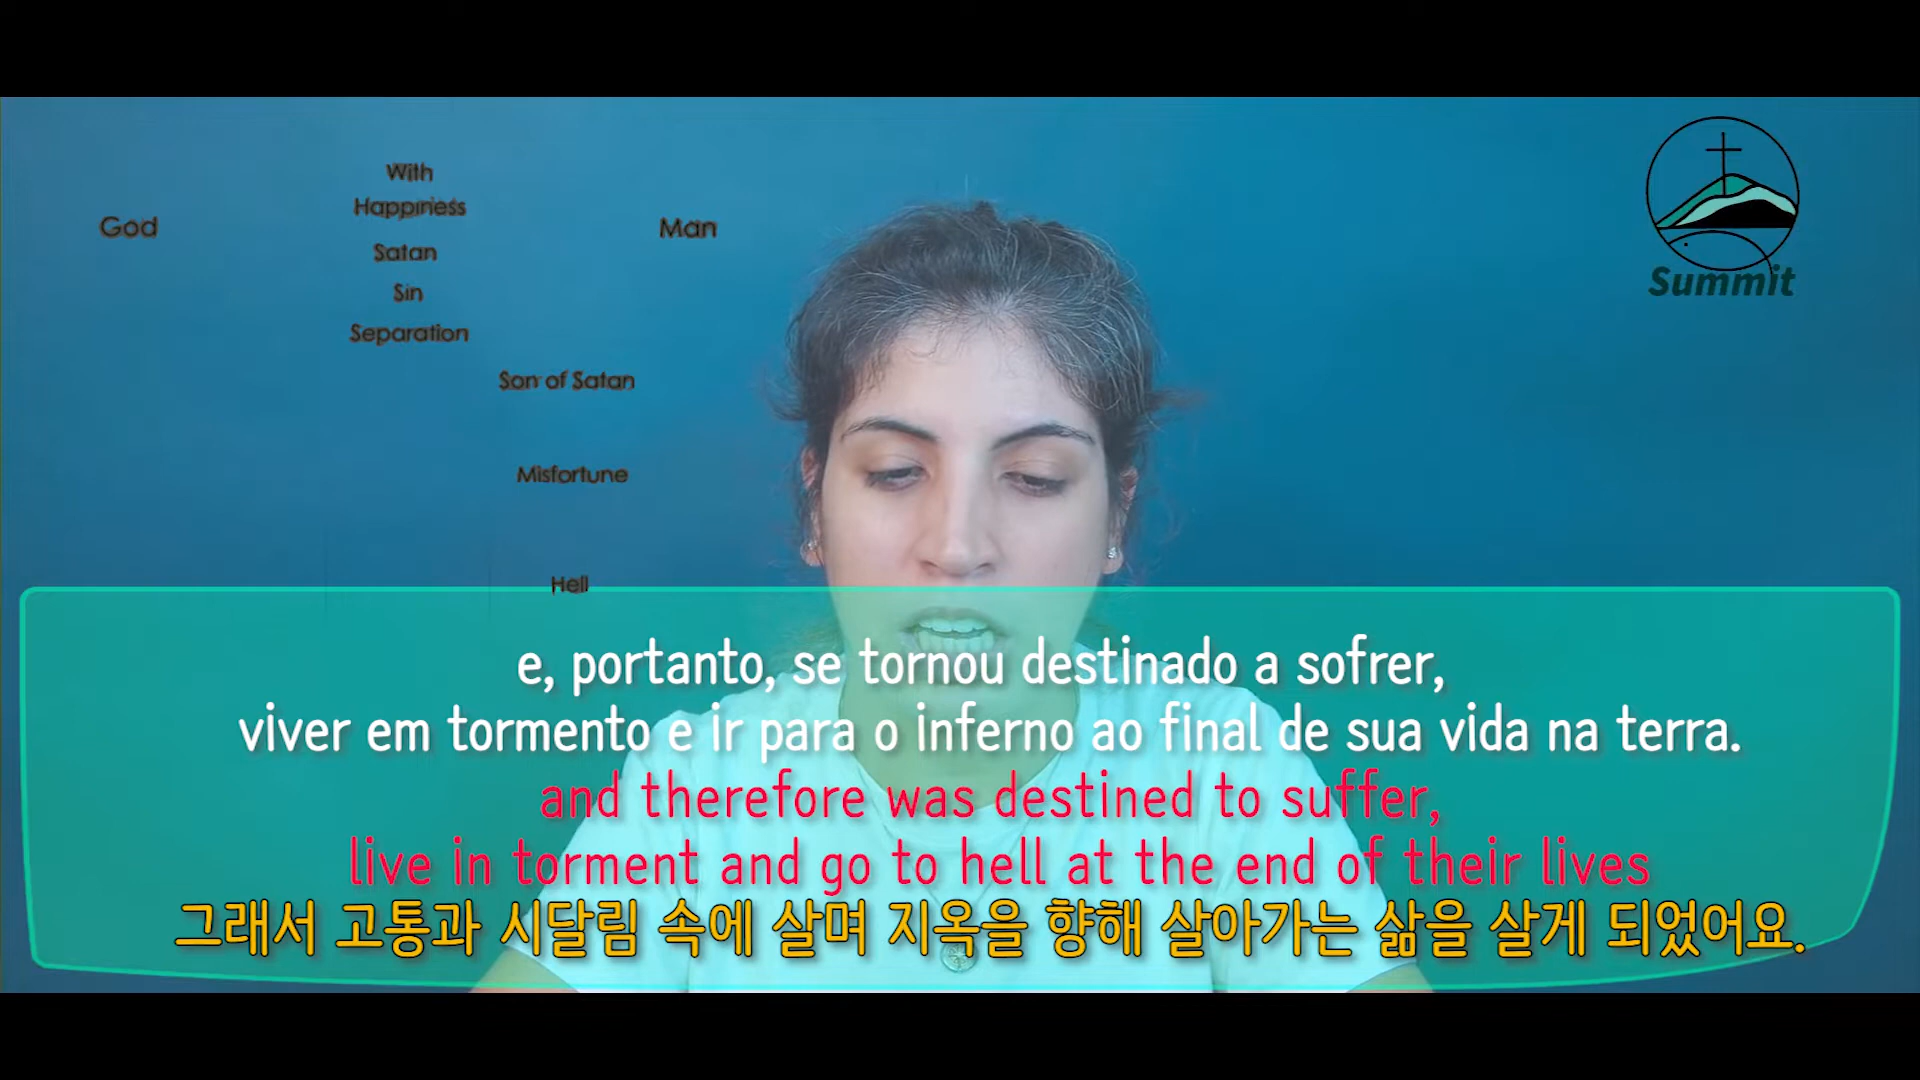 With
Happiness
God
Man
Satan
Sin
Separation
Son of Satan
Misfortune
Hell
Summit
e, portanto, se tornou destinado a sofrer,
viver em tormento e ir para o inferno ao final de sua vida na terra.
and therefore was destined to suffer,
live in torment and go to hell at the end of their lives
그래서 고통과 시달림 속에 살며 지옥을 향해 살아가는 삶을 살게 되었어요.